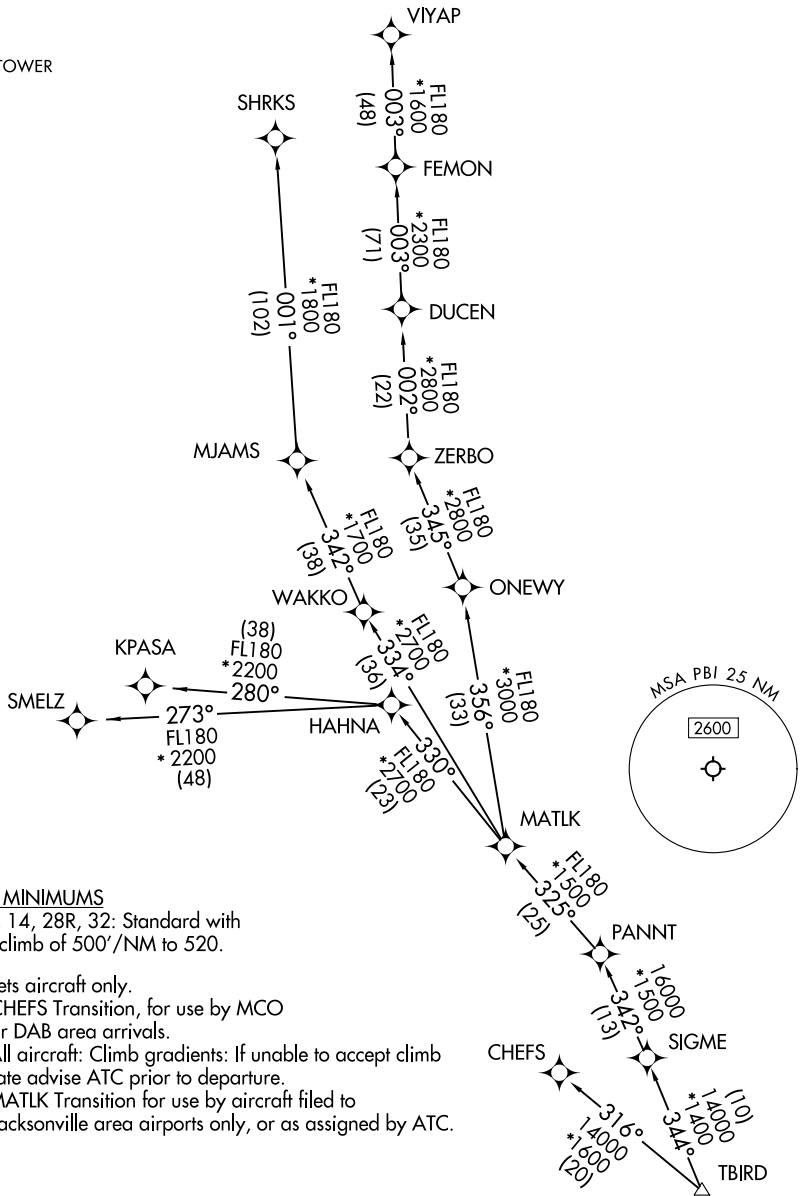 VIYAP
TOWER
FL180
*1600
003°
(48)
SHRKS
FEMON
FL180
*2300
003°
(71)
FL180
*1800
001°
(102)
DUCEN
FL180
*2800
002°
(22)
MJAMS
ZERBO
FL180
*2800
345°
(35)
FL180
*1700
342°
(38)
ONEWY
WAKKO
(38)
FL180
*2200
280°
KPASA
FL180
*2700
334°
(36)
FL180
*3000
356°
(33)
SMELZ
273°
FL180
*2200
(48)
HAHNA
330°
FL180
*2700
(23)
MSA PBI 25 NM
2600
MATLK
FL180
*1500
325°
(25)
MINIMUMS
14, 28R, 32: Standard with
climb of 500'/NM to 520.
PANNT
ets aircraft only.
CHEFS Transition, for use by MCO
r DAB area arrivals.
All aircraft: Climb gradients: If unable to accept climb
ate advise ATC prior to departure.
MATLK Transition for use by aircraft filed to
acksonville area airports only, or as assigned by ATC.
16000
*1500
342°
(13)
SIGME
CHEFS
(10)
14000
*1400
344°
316°
14000
*1600
(20)
TBIRD